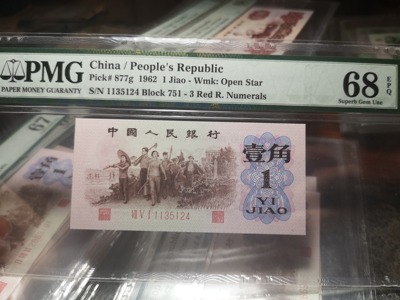 PMG
PAPER MONEY GUARANTY
China / People's Republic
Pick# 877g 1962 1 Jiao - Wmk: Open Star
S/N 1135124 Block 751 - 3 Red R. Numerals
68 EPQ
Superb Gem Unc
67
中國人民銀行
壹角
1
YI
JIAO
VII V I 1135124